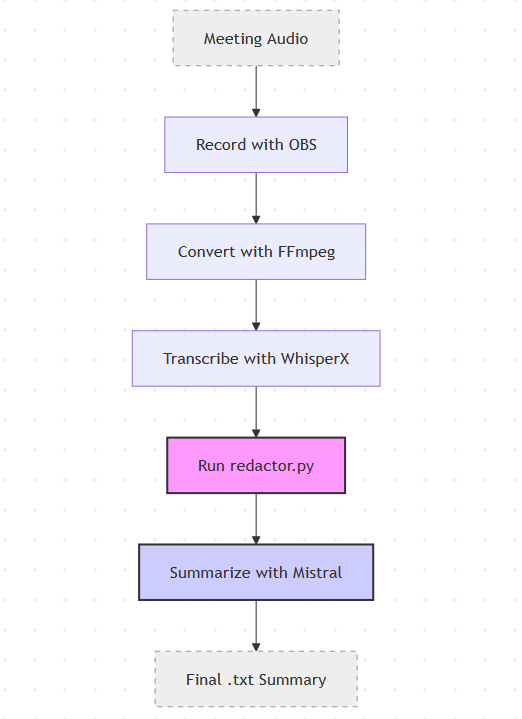 Meeting Audio
Record with OBS
Convert with FFmpeg
Transcribe with WhisperX
Run redactor.py
Summarize with Mistral
Final .txt Summary